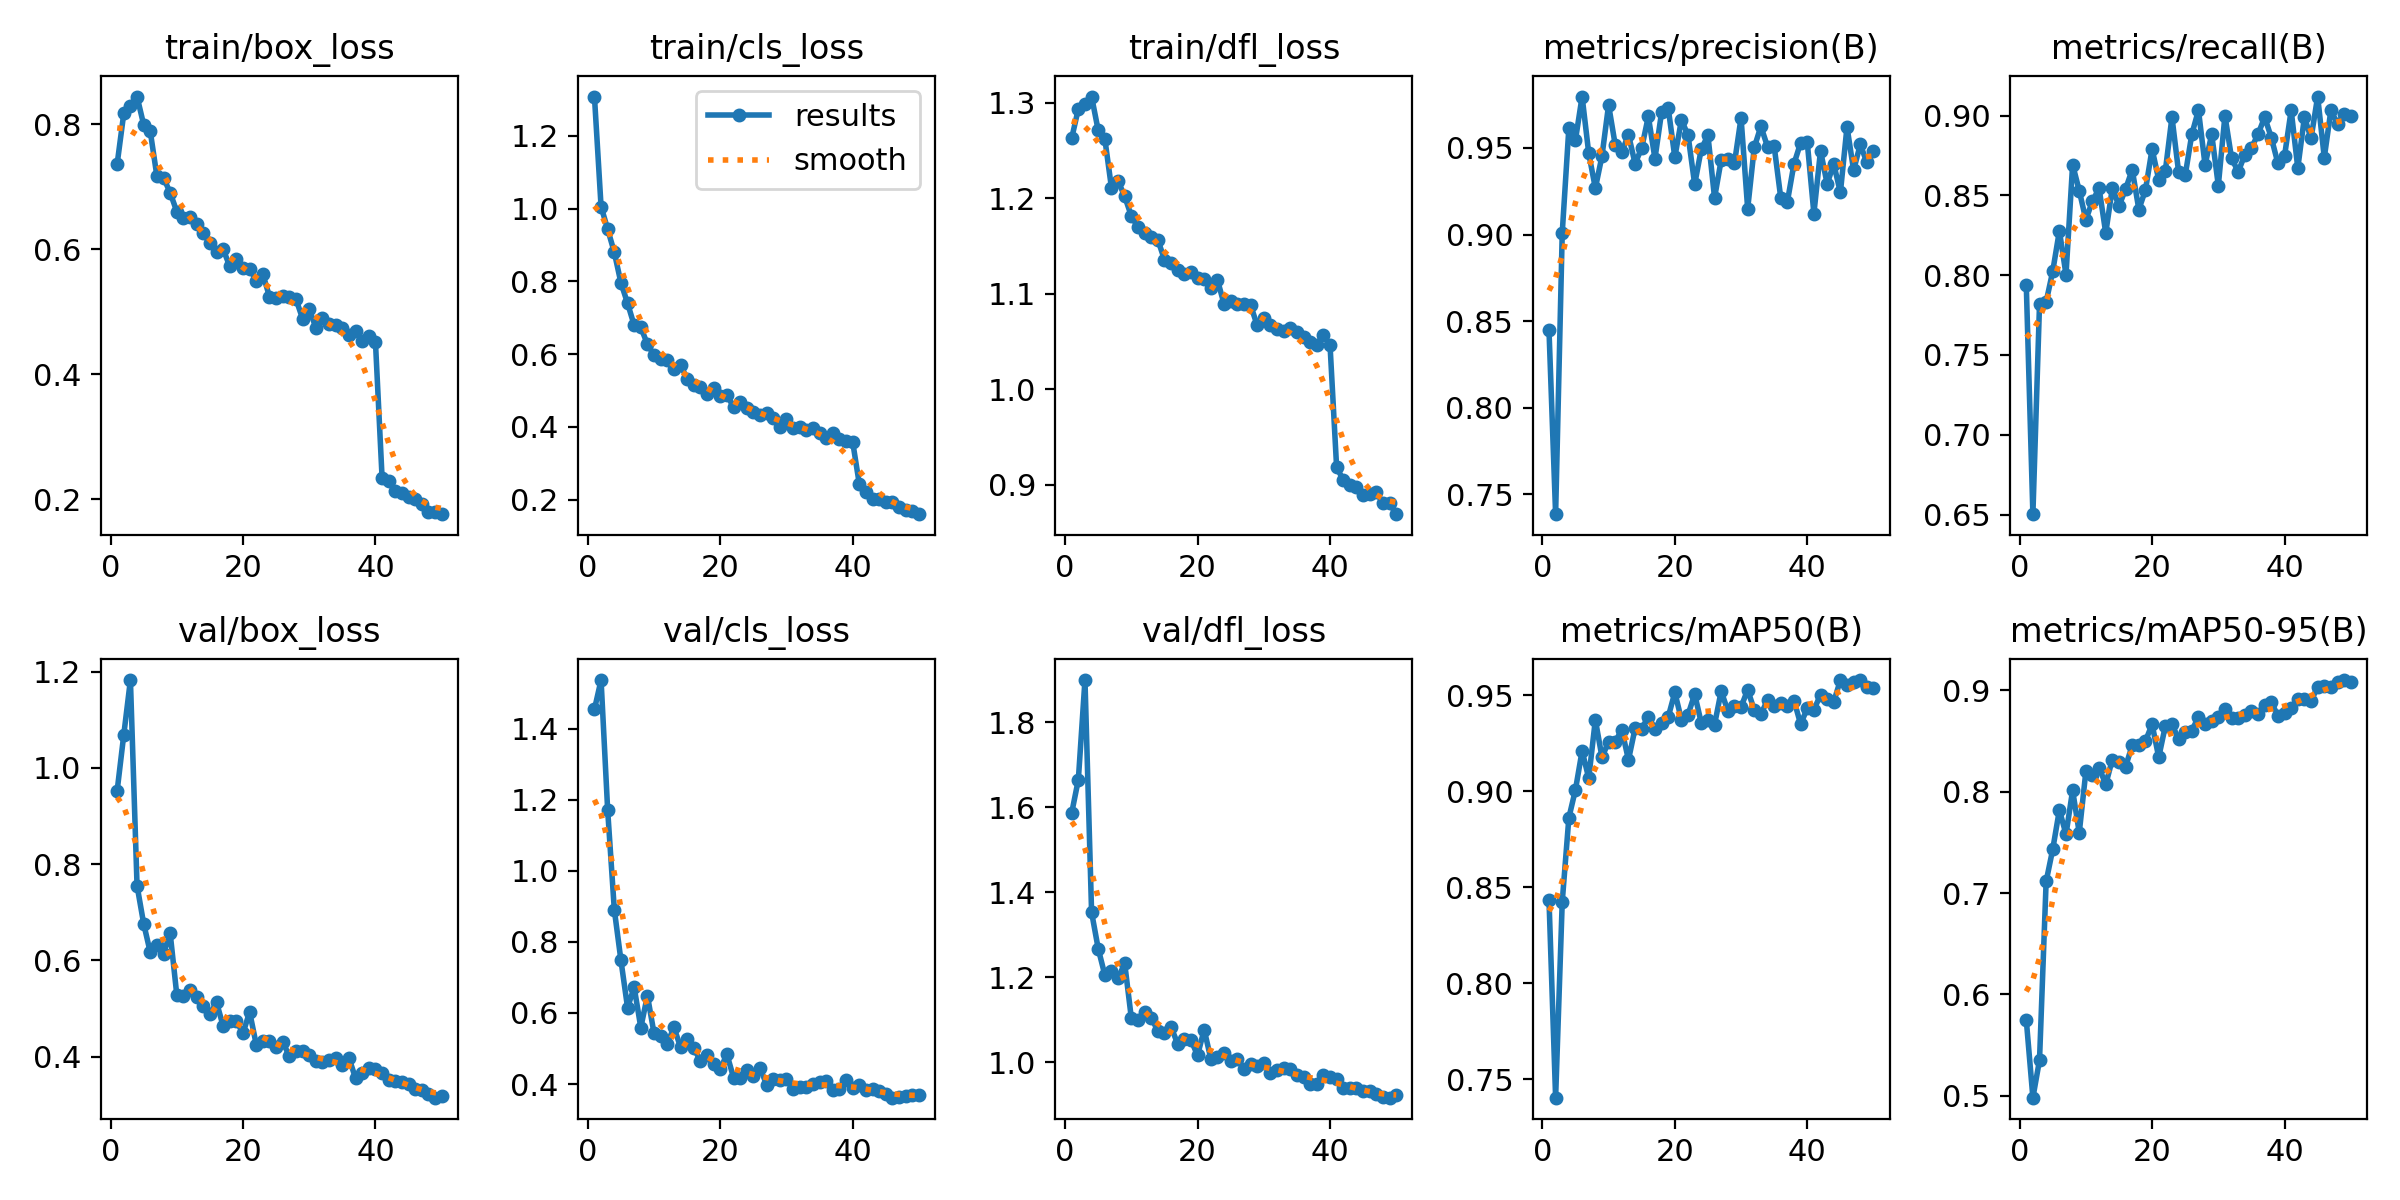 train/box_loss
0.8
0.6
0.4
0.2
0 20 40
train/cls_loss
results
smooth
1.2
1.0
0.8
0.6
0.4
0.2
0 20 40
train/dfl_loss
1.3
1.2
1.1
1.0
0.9
0 20 40
metrics/precision(B)
0.95
0.90
0.85
0.80
0.75
0 20 40
metrics/recall(B)
0.90
0.85
0.80
0.75
0.70
0.65
0 20 40
val/box_loss
1.2
1.0
0.8
0.6
0.4
0 20 40
val/cls_loss
1.4
1.2
1.0
0.8
0.6
0.4
0 20 40
val/dfl_loss
1.8
1.6
1.4
1.2
1.0
0 20 40
metrics/mAP50(B)
0.95
0.90
0.85
0.80
0.75
0 20 40
metrics/mAP50-95(B)
0.9
0.8
0.7
0.6
0.5
0 20 40